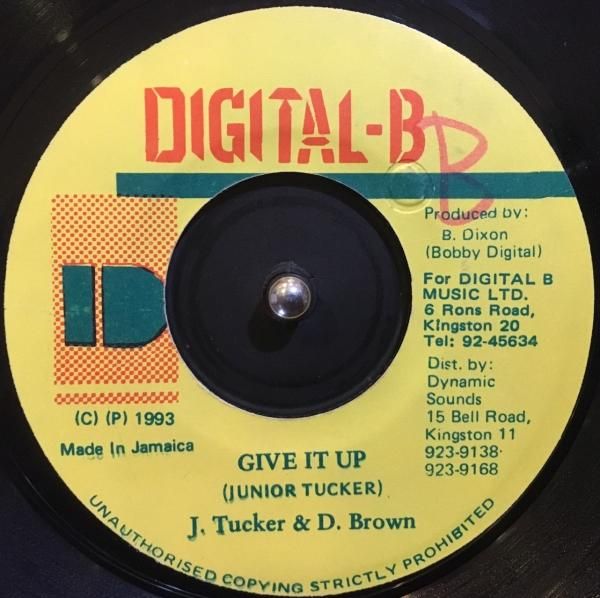 DIGITAL-B
B
Produced by:
B. Dixon
(Bobby Digital)
For DIGITAL B
MUSIC LTD.
6 Rons Road,
Kingston 20
Tel: 92-45634
Dist. by:
Dynamic
Sounds
15 Bell Road,
Kingston 11
923-9138
923-9168
D
(C) (P) 1993
Made In Jamaica
GIVE IT UP
(JUNIOR TUCKER)
J. Tucker & D. Brown
UNAUTHORISED COPYING STRICTLY PROHIBITED